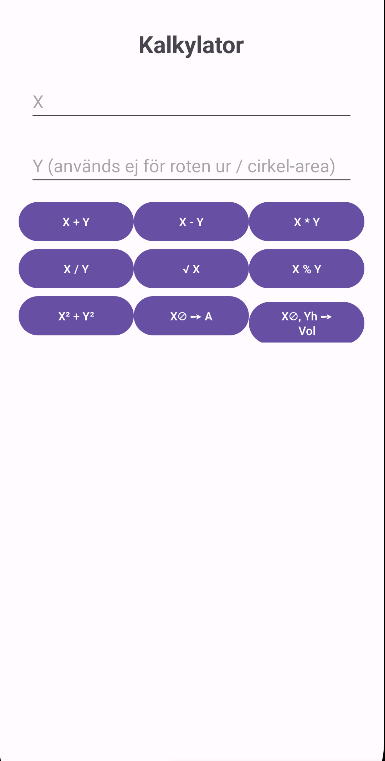 Kalkylator
X
Y (används ej för roten ur / cirkel-area)
X + Y
X - Y
X * Y
X / Y
√ X
X % Y
X² + Y²
X⊘ → A
X⊘, Yh →
Vol